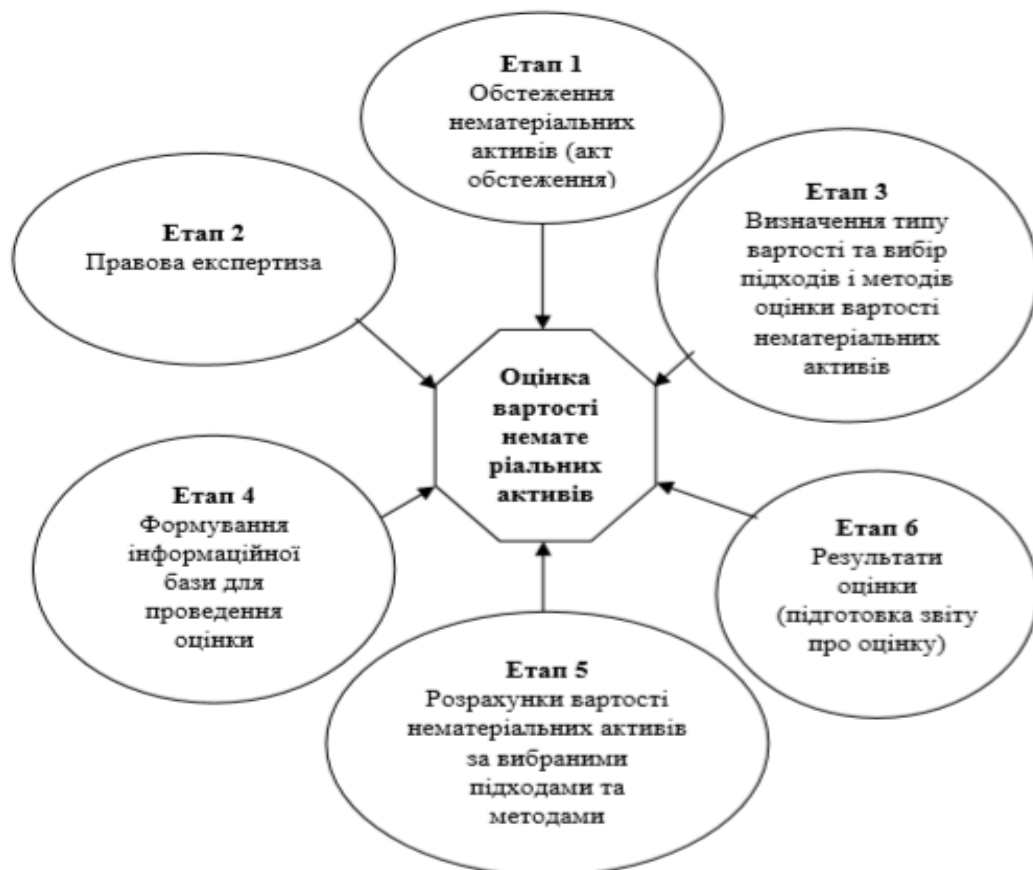 Етап 1
Обстеження
нематеріальних
активів (акт
обстеження)
Етап 2
Правова експертиза
Етап 3
Визначення типу
вартості та вибір
підходів і методів
оцінки вартості
нематеріальних
активів
Оцінка
вартості
немате
ріальних
активів
Етап 4
Формування
інформаційної
бази для
проведення
оцінки
Етап 5
Розрахунки вартості
нематеріальних активів
за вибраними
підходами та
методами
Етап 6
Результати
оцінки
(підготовка звіту
про оцінку)